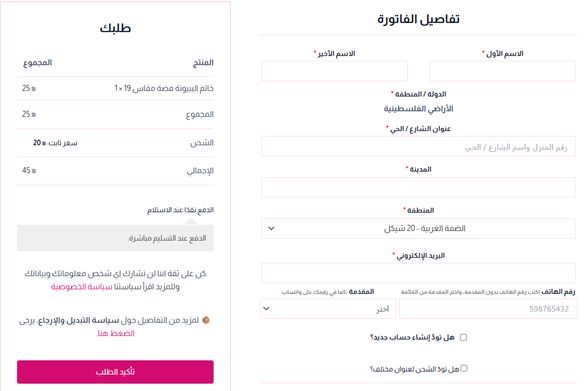 تفاصيل الفاتورة
الاسم الأول *
الاسم الأخير *
الدولة / المنطقة *
الأراضي الفلسطينية
عنوان الشارع / الحي *
رقم المنزل واسم الشارع / الحي
المدينة *
المنطقة *
الضفة الغربية - 20 شيكل
البريد الإلكتروني *
رقم الهاتف اكتب رقم الهاتف بدون المقدمة، واختر المقدمة من القائمة
المقدمة ،كما في رقمك على واتساب.
598765432
اختر
هل تودّ إنشاء حساب جديد؟
هل تودّ الشحن لعنوان مختلف؟
طلبك
المنتج المجموع
خاتم الببيونة فضة مقاس 19 × 1 25 ₪
المجموع 25 ₪
الشحن سعر ثابت: 20 ₪
الإجمالي 45 ₪
الدفع نقدًا عند الاستلام
الدفع عند التسليم مباشرة.
كن على ثقة اننا لن نشارك اي شخص معلوماتك وبياناتك
وللمزيد اقرأ سياستنا سياسة الخصوصية
📦 لمزيد من التفاصيل حول سياسة التبديل والإرجاع، يرجى
الضغط هنا.
تأكيد الطلب